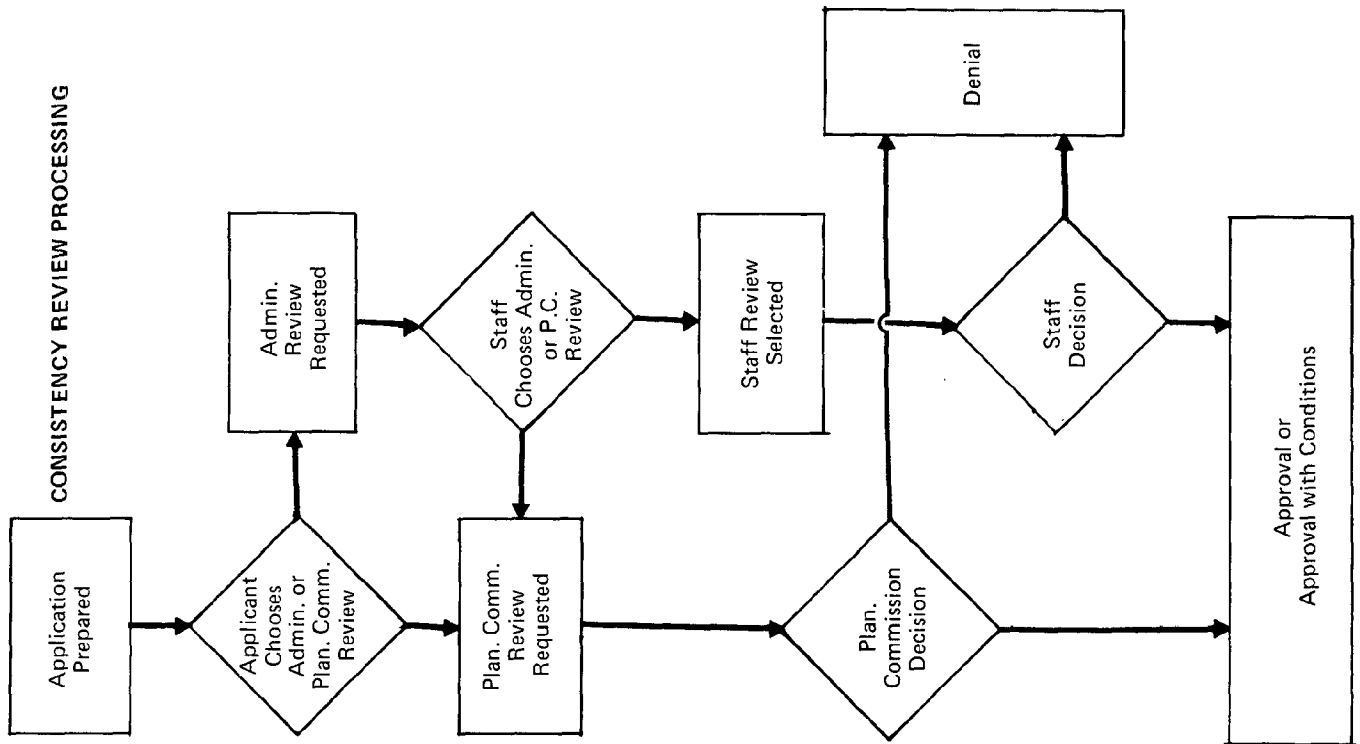 CONSISTENCY REVIEW PROCESSING
Application
Prepared
Applicant
Chooses
Admin. or
Plan. Comm.
Review
Admin.
Review
Requested
Staff
Chooses Admin.
or P.C.
Review
Plan. Comm.
Review
Requested
Staff Review
Selected
Plan.
Commission
Decision
Staff
Decision
Denial
Approval or
Approval with Conditions